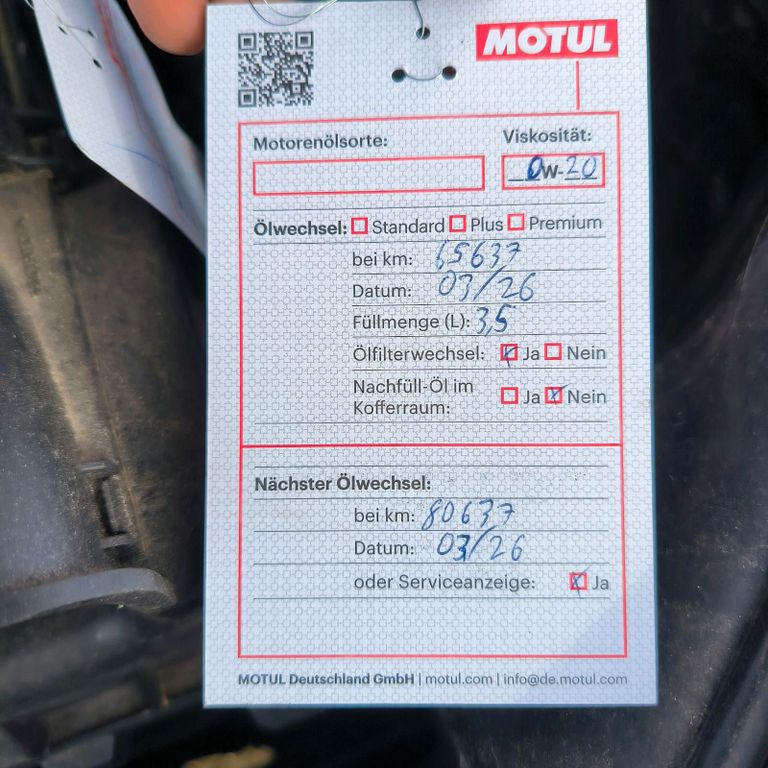 MOTUL
Motorenölsorte:
Viskosität:
0W-20
Ölwechsel: Standard Plus Premium
bei km: 65637
Datum: 03/26
Füllmenge (L): 3,5
Ölfilterwechsel: Ja Nein
Nachfüll-Öl im
Kofferraum: Ja Nein
Nächster Ölwechsel:
bei km: 80637
Datum: 03/26
oder Serviceanzeige: Ja
MOTUL Deutschland GmbH | motul.com | info@de.motul.com